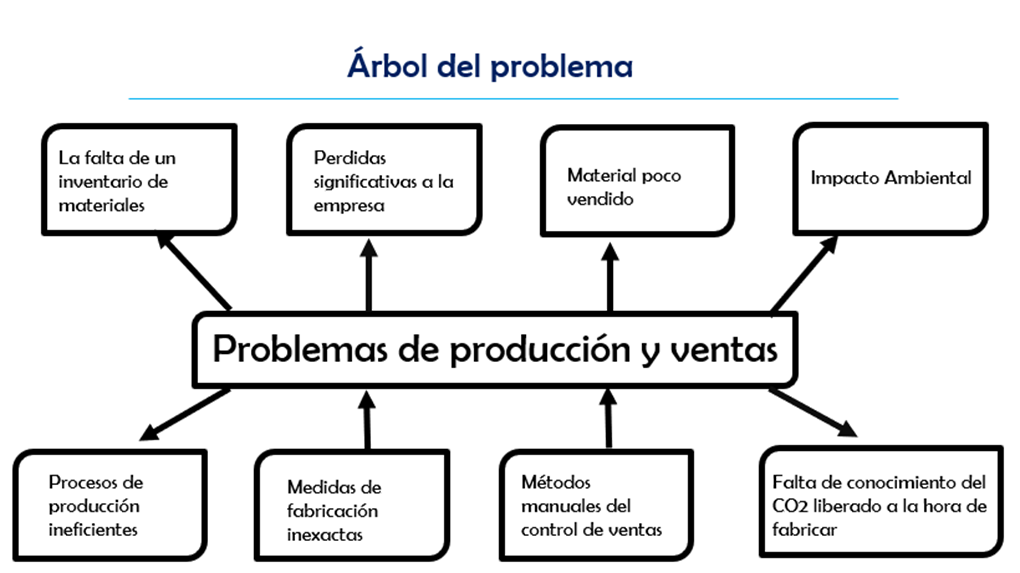 Árbol del problema
La falta de un
inventario de
materiales
Perdidas
significativas a la
empresa
Material poco
vendido
Impacto Ambiental
Problemas de producción y ventas
Procesos de
producción
ineficientes
Medidas de
fabricación
inexactas
Métodos
manuales del
control de ventas
Falta de conocimiento del
CO2 liberado a la hora de
fabricar